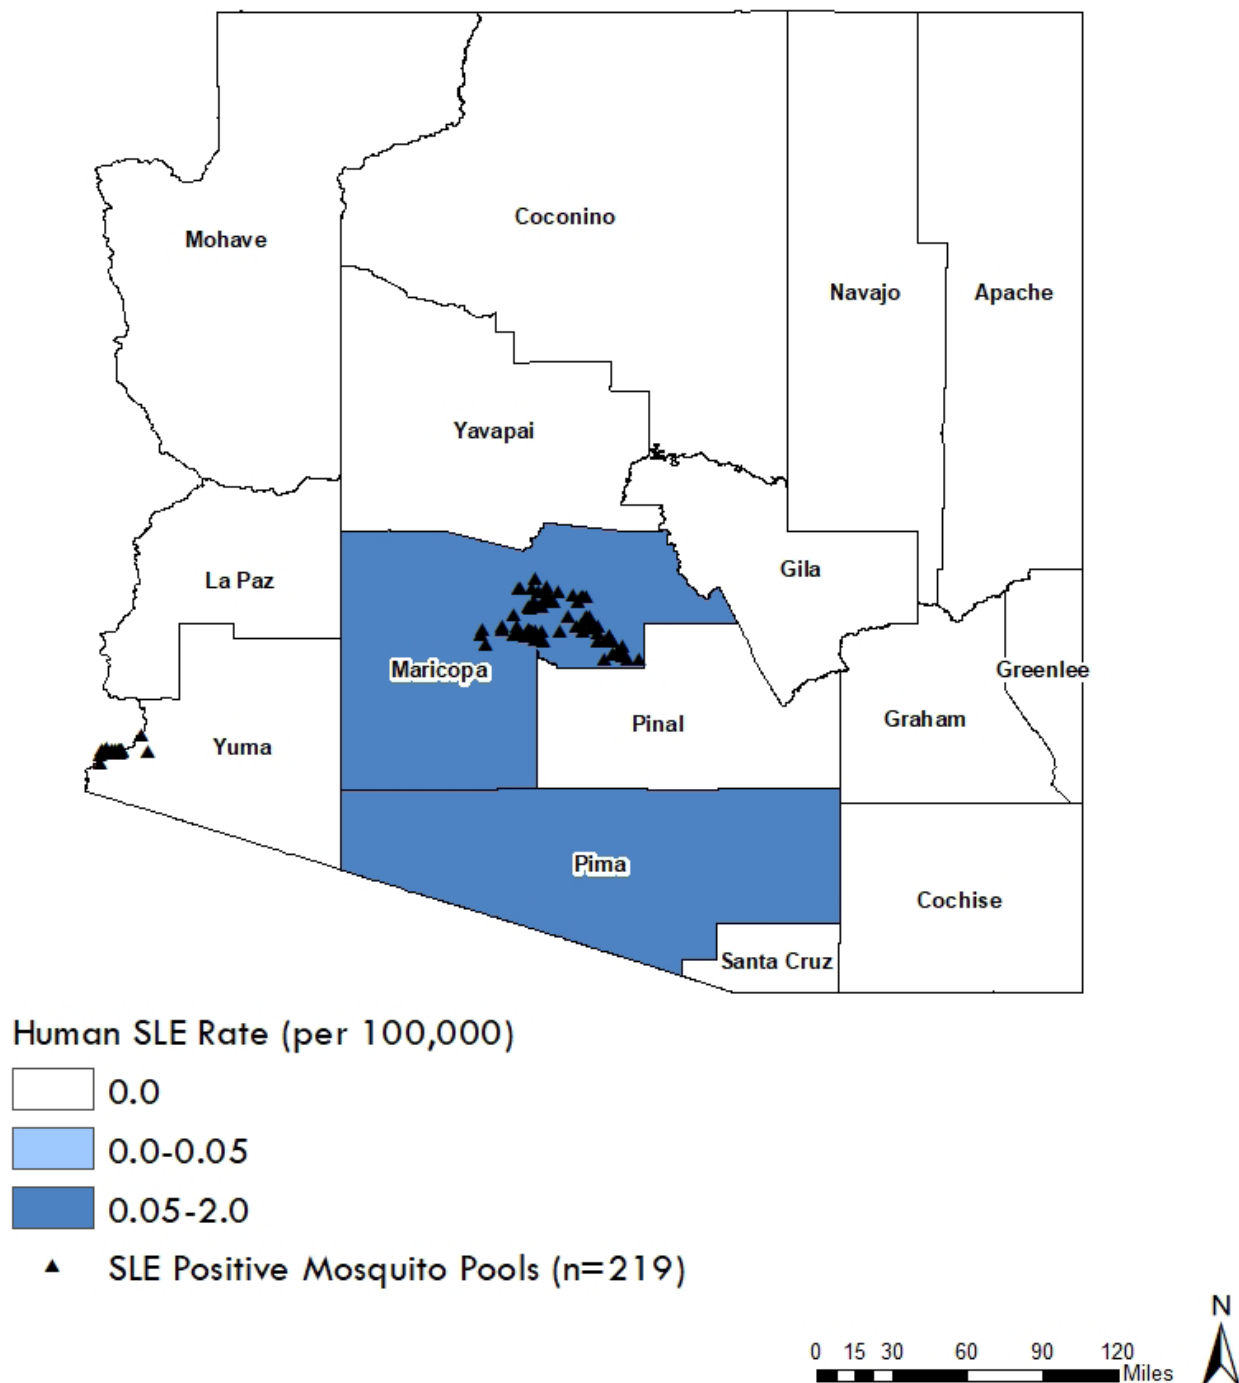 Coconino
Mohave
Navajo
Apache
Yavapai
Gila
La Paz
Maricopa
Greenlee
Pinal
Graham
Yuma
Pima
Cochise
Santa Cruz
Human SLE Rate (per 100,000)
0.0
0.0-0.05
0.05-2.0
SLE Positive Mosquito Pools (n=219)
N
0 15 30 60 90 120
Miles